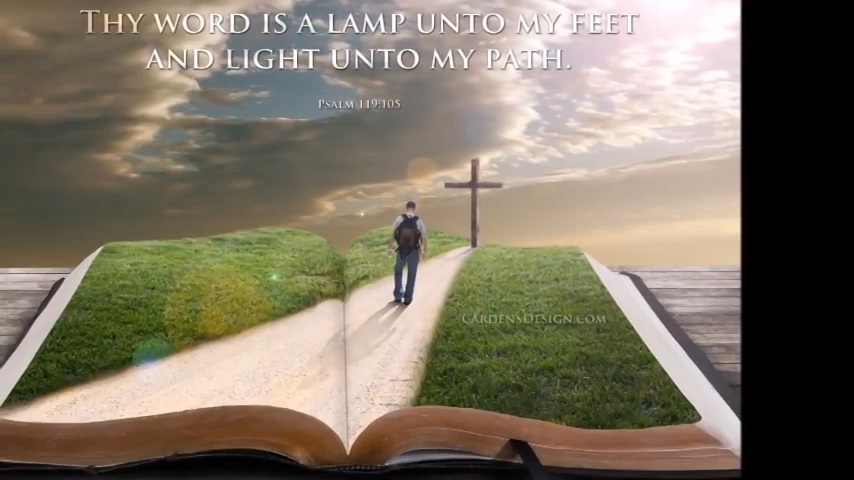 THY WORD IS A LAMP UNTO MY FEET
AND LIGHT UNTO MY PATH.
PSALM 119:105
CARDENSDESIGN.COM